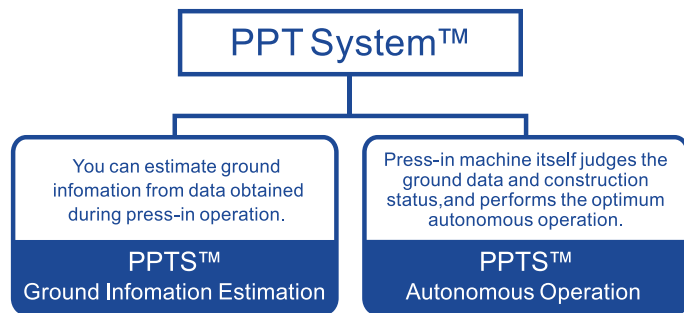 PPT System™
You can estimate ground
infomation from data obtained
during press-in operation.
PPTS™
Ground Infomation Estimation
Press-in machine itself judges the
ground data and construction
status,and performs the optimum
autonomous operation.
PPTS™
Autonomous Operation